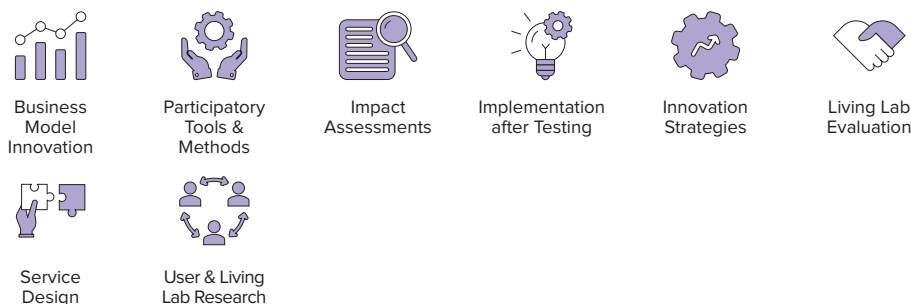 Business
Model
Innovation
Participatory
Tools &
Methods
Impact
Assessments
Implementation
after Testing
Innovation
Strategies
Living Lab
Evaluation
Service
Design
User & Living
Lab Research